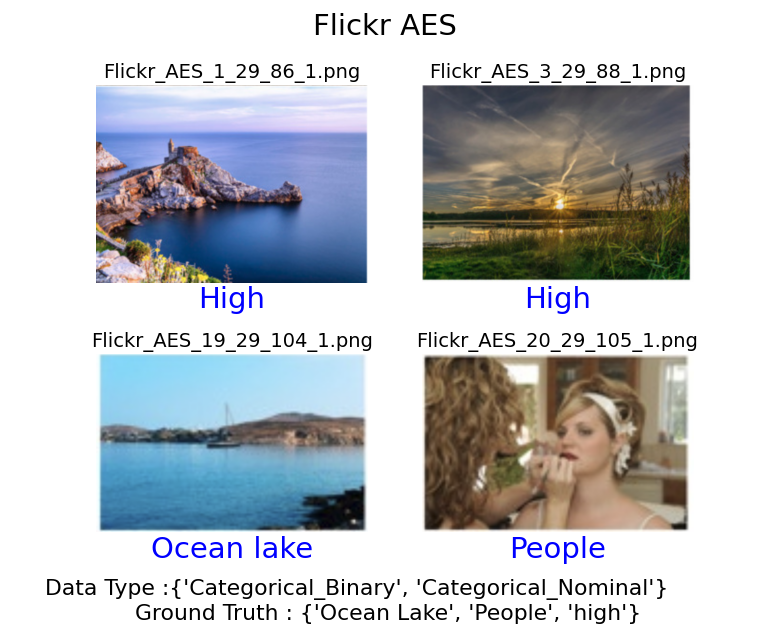 Flickr AES
Flickr_AES_1_29_86_1.png
Flickr_AES_3_29_88_1.png
High
High
Flickr_AES_19_29_104_1.png
Flickr_AES_20_29_105_1.png
Ocean lake
People
Data Type :{'Categorical_Binary', 'Categorical_Nominal'}
Ground Truth : {'Ocean Lake', 'People', 'high'}